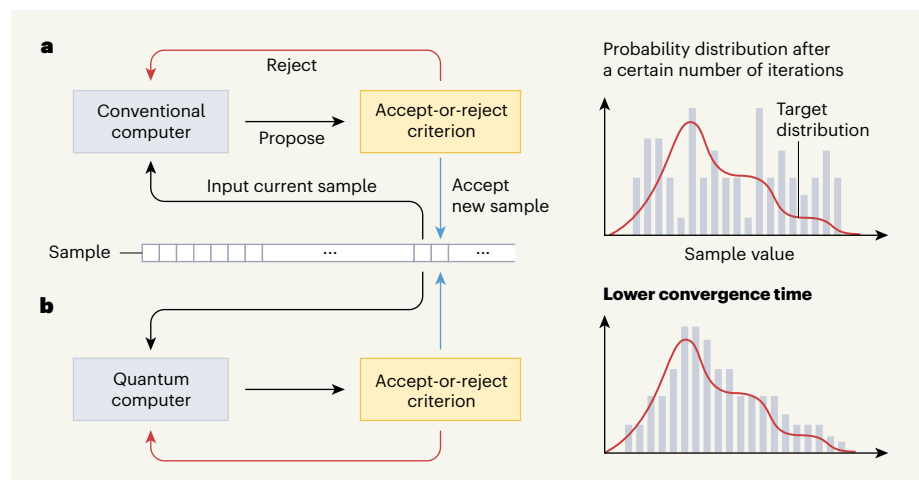 a
Reject
Conventional
computer
Propose
Accept-or-reject
criterion
Input current sample
Accept
new sample
Sample
...
...
b
Quantum
computer
Accept-or-reject
criterion
Probability distribution after
a certain number of iterations
Target
distribution
Sample value
Lower convergence time